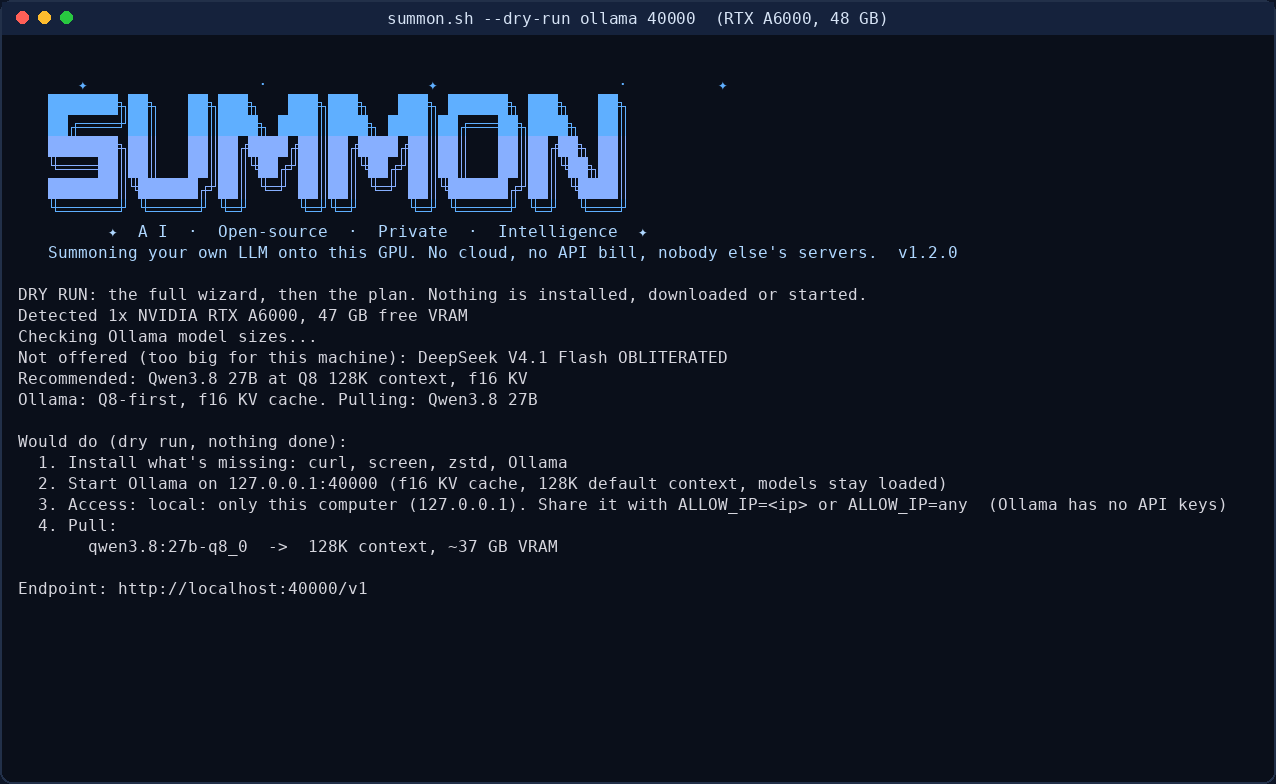 summon.sh --dry-run ollama 40000  (RTX A6000, 48 GB)
SUMMON
✦  A I  ·  Open-source  ·  Private  ·  Intelligence  ✦
Summoning your own LLM onto this GPU. No cloud, no API bill, nobody else's servers.  v1.2.0
DRY RUN: the full wizard, then the plan. Nothing is installed, downloaded or started.
Detected 1x NVIDIA RTX A6000, 47 GB free VRAM
Checking Ollama model sizes...
Not offered (too big for this machine): DeepSeek V4.1 Flash OBLITERATED
Recommended: Qwen3.8 27B at Q8 128K context, f16 KV
Ollama: Q8-first, f16 KV cache. Pulling: Qwen3.8 27B
Would do (dry run, nothing done):
1. Install what's missing: curl, screen, zstd, Ollama
2. Start Ollama on 127.0.0.1:40000 (f16 KV cache, 128K default context, models stay loaded)
3. Access: local: only this computer (127.0.0.1). Share it with ALLOW_IP=<ip> or ALLOW_IP=any  (Ollama has no API keys)
4. Pull:
qwen3.8:27b-q8_0  ->  128K context, ~37 GB VRAM
Endpoint: http://localhost:40000/v1